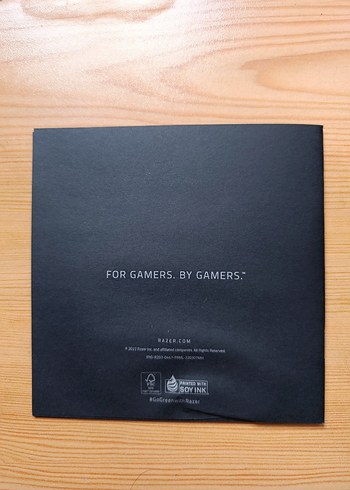 FOR GAMERS. BY GAMERS.™
RAZER.COM
© 2022 Razer Inc. and affiliated companies. All Rights Reserved.
FSC
PRINTED WITH
SOY INK
#GoGreenWithRazer